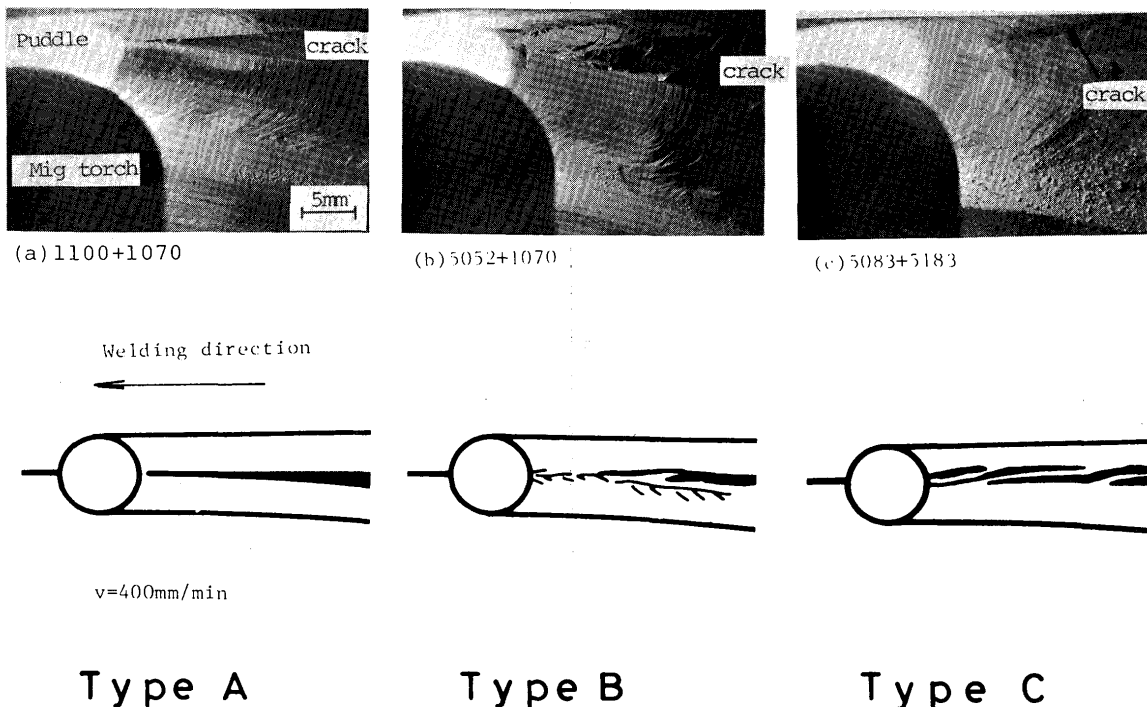 Puddle
crack
Mig torch
5mm
(a)1100+1070
crack
(b)5052+1070
crack
(c)5083+5183
Welding direction
v=400mm/min
Type A
Type B
Type C